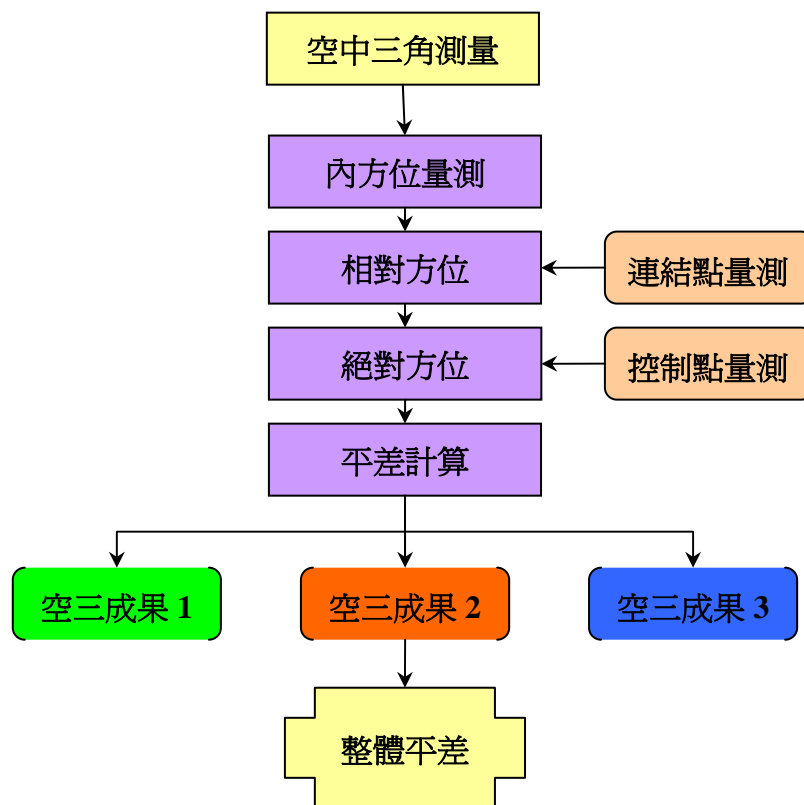 空中三角測量
內方位量測
相對方位
連結點量測
絕對方位
控制點量測
平差計算
空三成果 1
空三成果 2
空三成果 3
整體平差